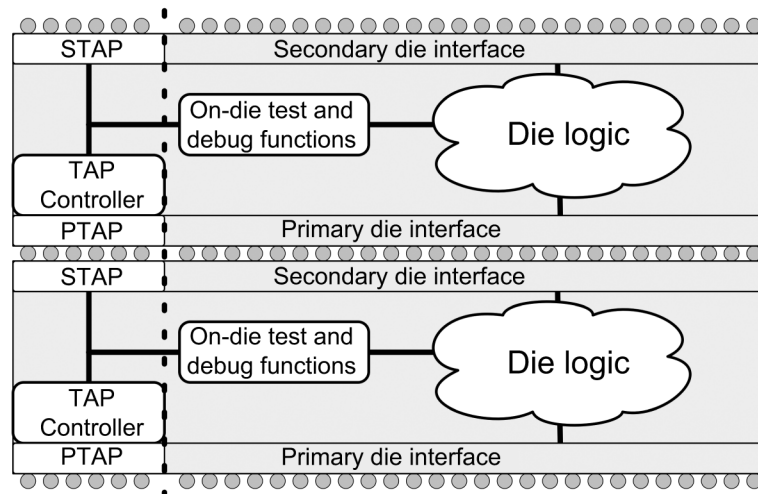 STAP Secondary die interface
On-die test and
debug functions
Die logic
TAP
Controller
PTAP Primary die interface
STAP Secondary die interface
On-die test and
debug functions
Die logic
TAP
Controller
PTAP Primary die interface